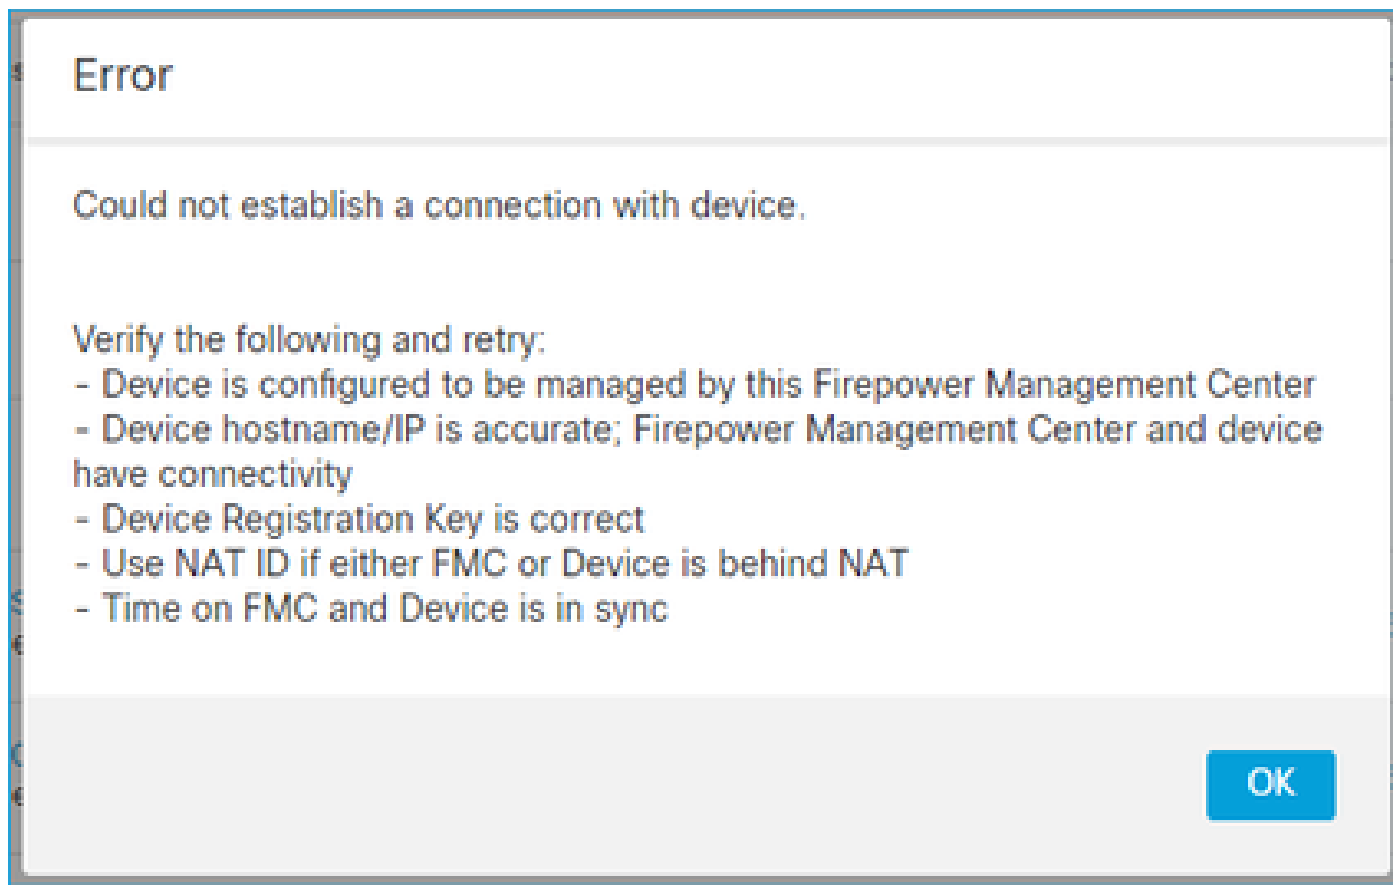 Error
Could not establish a connection with device.
Verify the following and retry:
- Device is configured to be managed by this Firepower Management Center
- Device hostname/IP is accurate; Firepower Management Center and device
have connectivity
- Device Registration Key is correct
- Use NAT ID if either FMC or Device is behind NAT
- Time on FMC and Device is in sync
OK